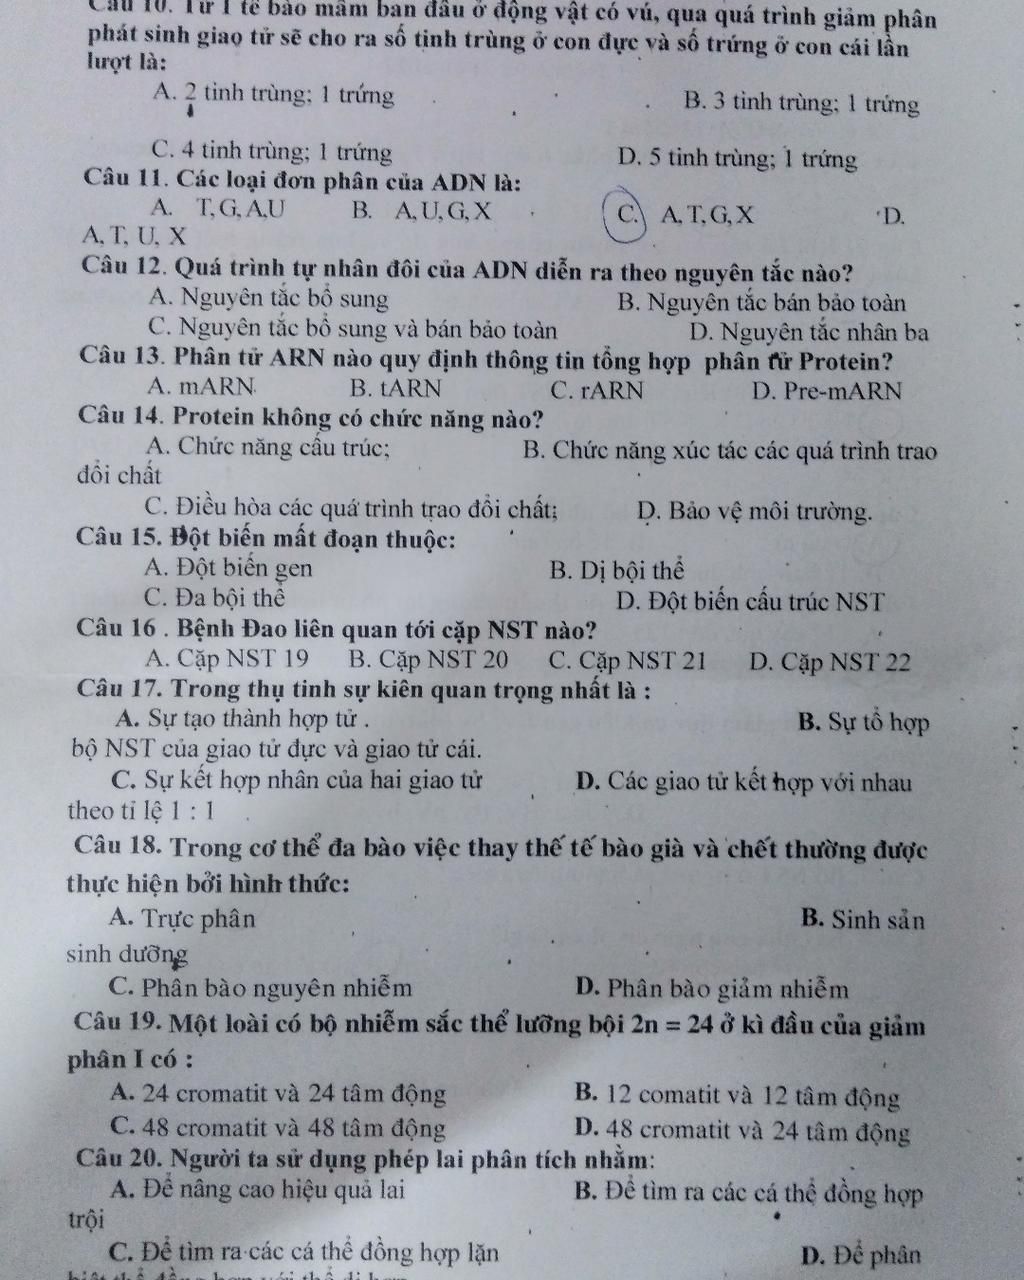 Câu 10. Từ 1 tế bào mầm ban đầu ở động vật có vú, qua quá trình giảm phân
phát sinh giao tử sẽ cho ra số tinh trùng ở con đực và số trứng ở con cái lần
lượt là:
A. 2 tinh trùng; 1 trứng B. 3 tinh trùng; 1 trứng
C. 4 tinh trùng; 1 trứng D. 5 tinh trùng; 1 trứng
Câu 11. Các loại đơn phân của ADN là:
A. T, G, A,U B. A, U, G, X C. A, T, G, X D.
A, T, U, X
Câu 12. Quá trình tự nhân đôi của ADN diễn ra theo nguyên tắc nào?
A. Nguyên tắc bổ sung B. Nguyên tắc bán bảo toàn
C. Nguyên tắc bổ sung và bán bảo toàn D. Nguyên tắc nhân ba
Câu 13. Phân tử ARN nào quy định thông tin tổng hợp phân tử Protein?
A. mARN B. tARN C. rARN D. Pre-mARN
Câu 14. Protein không có chức năng nào?
A. Chức năng cấu trúc; B. Chức năng xúc tác các quá trình trao
đổi chất
C. Điều hòa các quá trình trao đổi chất; D. Bảo vệ môi trường.
Câu 15. Đột biến mất đoạn thuộc:
A. Đột biến gen B. Dị bội thể
C. Đa bội thể D. Đột biến cấu trúc NST
Câu 16 . Bệnh Đao liên quan tới cặp NST nào?
A. Cặp NST 19 B. Cặp NST 20 C. Cặp NST 21 D. Cặp NST 22
Câu 17. Trong thụ tinh sự kiên quan trọng nhất là :
A. Sự tạo thành hợp tử . B. Sự tổ hợp
bộ NST của giao tử đực và giao tử cái.
C. Sự kết hợp nhân của hai giao tử D. Các giao tử kết hợp với nhau
theo tỉ lệ 1 : 1
Câu 18. Trong cơ thể đa bào việc thay thế tế bào già và chết thường được
thực hiện bởi hình thức:
A. Trực phân B. Sinh sản
sinh dưỡng
C. Phân bào nguyên nhiễm D. Phân bào giảm nhiễm
Câu 19. Một loài có bộ nhiễm sắc thể lưỡng bội 2n = 24 ở kì đầu của giảm
phân I có :
A. 24 cromatit và 24 tâm động B. 12 comatit và 12 tâm động
C. 48 cromatit và 48 tâm động D. 48 cromatit và 24 tâm động
Câu 20. Người ta sử dụng phép lai phân tích nhằm:
A. Để nâng cao hiệu quả lai B. Để tìm ra các cá thể đồng hợp
trội
C. Để tìm ra các cá thể đồng hợp lặn D. Để phân
biệt thể đồng hợp với thể dị hợp